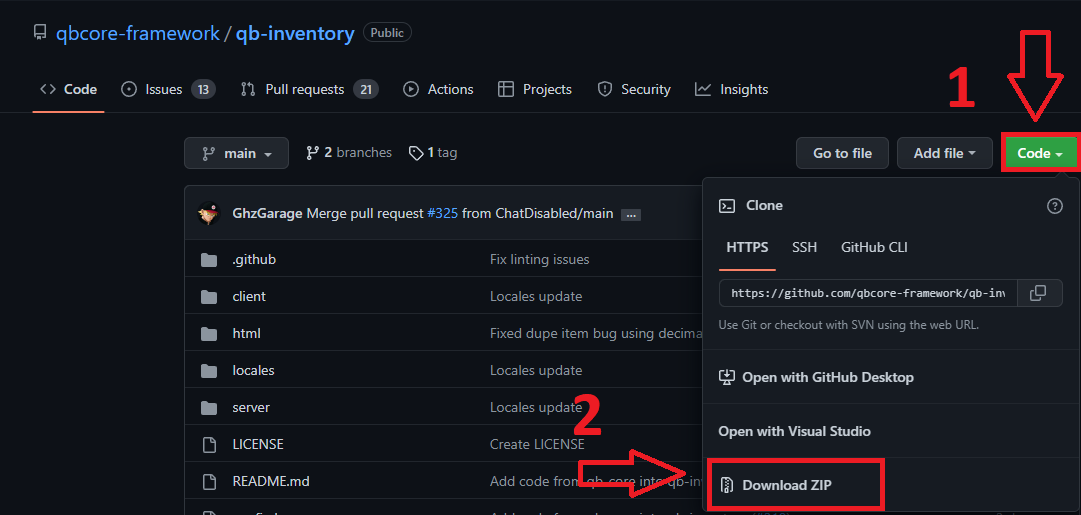 qbcore-framework / qb-inventory Public
Code Issues 13 Pull requests 21 Actions Projects Security Insights
1
main 2 branches 1 tag Go to file Add file Code
GhzGarage Merge pull request #325 from ChatDisabled/main ...
Clone
.github Fix linting issues
HTTPS SSH GitHub CLI
client Locales update
https://github.com/qbcore-framework/qb-inv
html Fixed dupe item bug using decima
Use Git or checkout with SVN using the web URL.
locales Locales update
Open with GitHub Desktop
server Locales update
2
Open with Visual Studio
LICENSE Create LICENSE
README.md Add code from qb-core into qb-in
Download ZIP